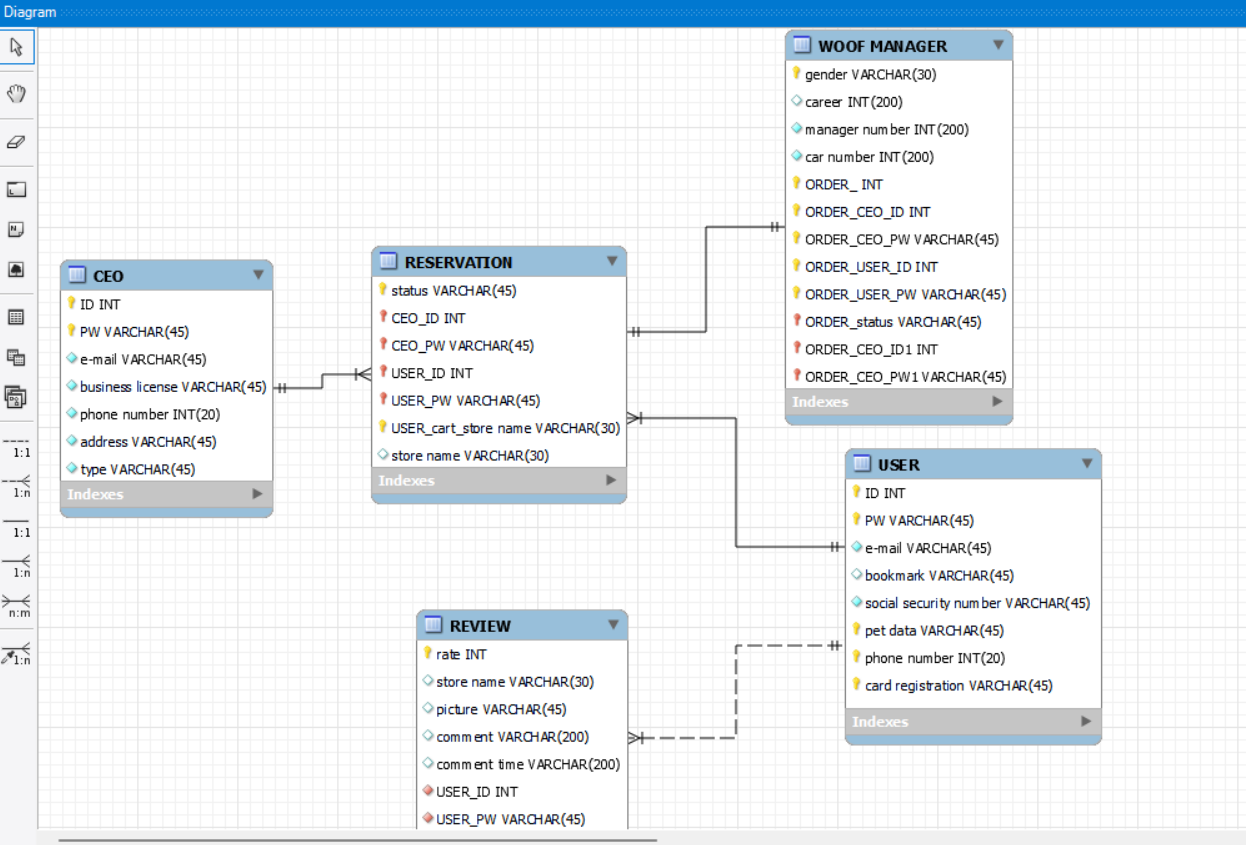 Diagram
1:1
1:n
1:1
1:n
n:m
1:n
WOOF MANAGER
gender VARCHAR(30)
career INT(200)
manager number INT(200)
car number INT(200)
ORDER_ INT
ORDER_CEO_ID INT
ORDER_CEO_PW VARCHAR(45)
ORDER_USER_ID INT
ORDER_USER_PW VARCHAR(45)
ORDER_status VARCHAR(45)
ORDER_CEO_ID1 INT
ORDER_CEO_PW1 VARCHAR(45)
Indexes
CEO
ID INT
PW VARCHAR(45)
e-mail VARCHAR(45)
business license VARCHAR(45)
phone number INT(20)
address VARCHAR(45)
type VARCHAR(45)
Indexes
RESERVATION
status VARCHAR(45)
CEO_ID INT
CEO_PW VARCHAR(45)
USER_ID INT
USER_PW VARCHAR(45)
USER_cart_store name VARCHAR(30)
store name VARCHAR(30)
Indexes
USER
ID INT
PW VARCHAR(45)
e-mail VARCHAR(45)
bookmark VARCHAR(45)
social security number VARCHAR(45)
pet data VARCHAR(45)
phone number INT(20)
card registration VARCHAR(45)
Indexes
REVIEW
rate INT
store name VARCHAR(30)
picture VARCHAR(45)
comment VARCHAR(200)
comment time VARCHAR(200)
USER_ID INT
USER_PW VARCHAR(45)